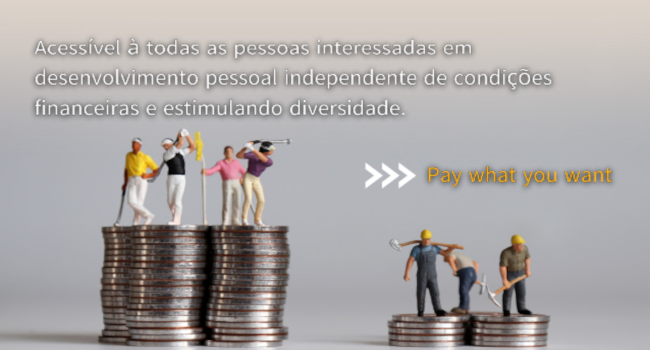 Acessível à todas as pessoas interessadas em
desenvolvimento pessoal independente de condições
financeiras e estimulando diversidade.
>>> Pay what you want